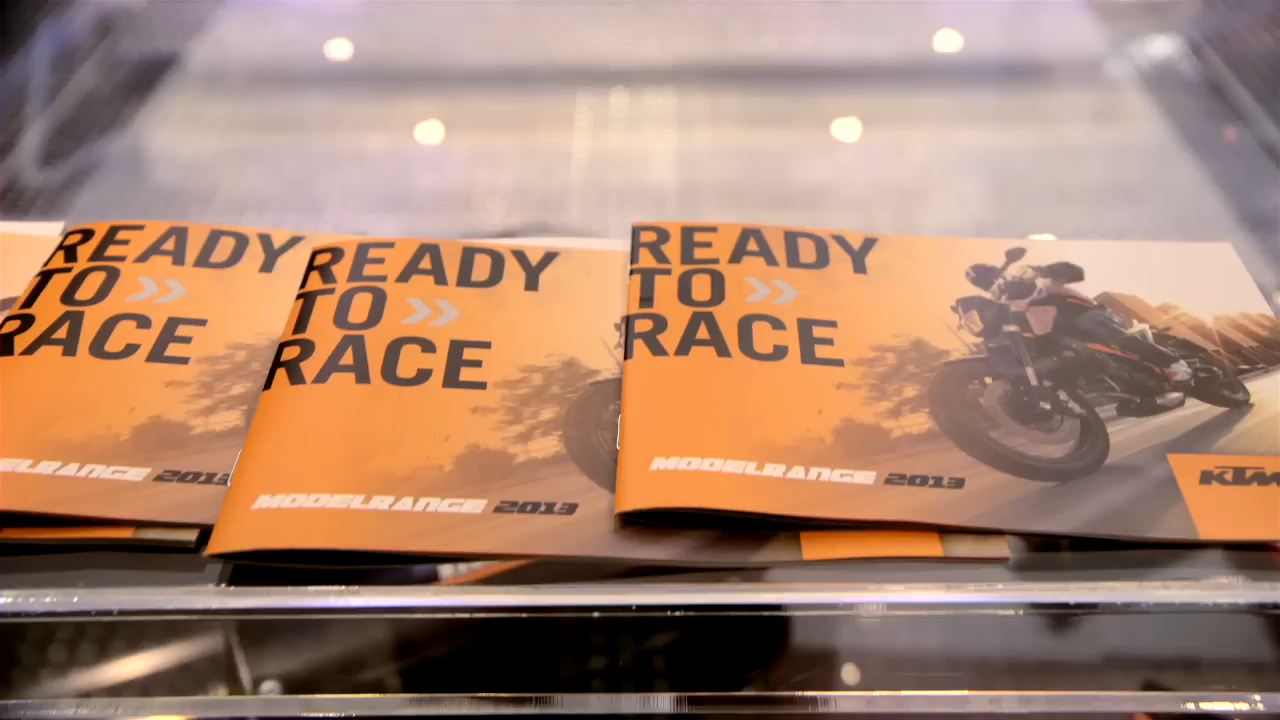 READY
TO »
RACE
MODELRANGE 2013
READY
TO »
RACE
MODELRANGE 2013
READY
TO »
RACE
MODELRANGE 2013
KTM